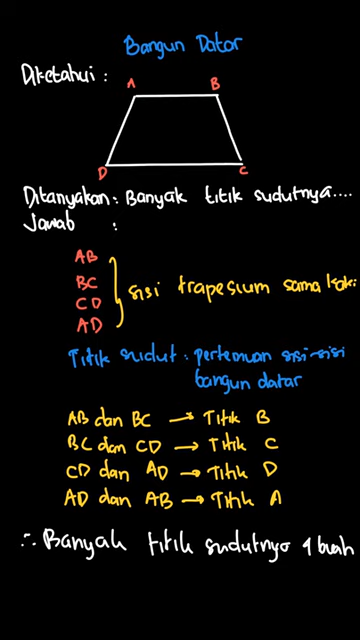 Bangun Datar
Diketahui :
A B
D C
Ditanyakan : Banyak titik sudutnya....
Jawab :
AB
BC
CD
AD
sisi trapesium sama kaki
Titik sudut : pertemuan sisi-sisi
bangun datar
AB dan BC → Titik B
BC dan CD → Titik C
CD dan AD → Titik D
AD dan AB → Titik A
∴ Banyak titik sudutnya 4 buah